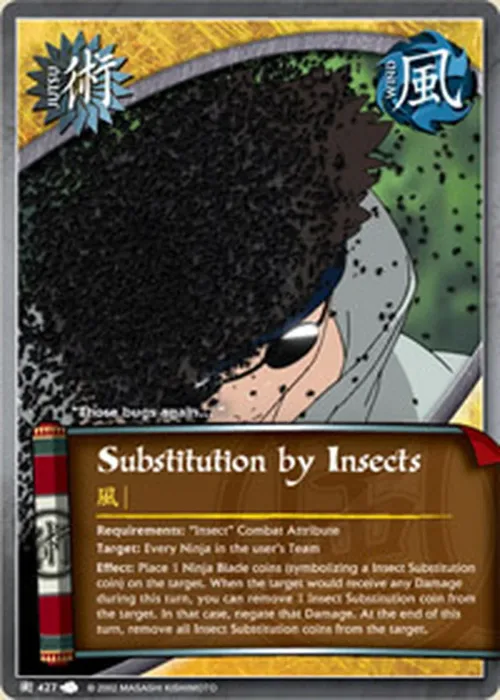 JUTSU 術
WIND 風
"Those bugs again..."
Substitution by Insects
風
Requirements: "Insect" Combat Attribute
Target: Every Ninja in the user's Team
Effect: Place 1 Ninja Blade coins (symbolizing a Insect Substitution
coin) on the target. When the target would receive any Damage
during this turn, you can remove 1 Insect Substitution coin from
the target. In that case, negate that Damage. At the end of this
turn, remove all Insect Substitution coins from the target.
術 427 © 2002 MASASHI KISHIMOTO